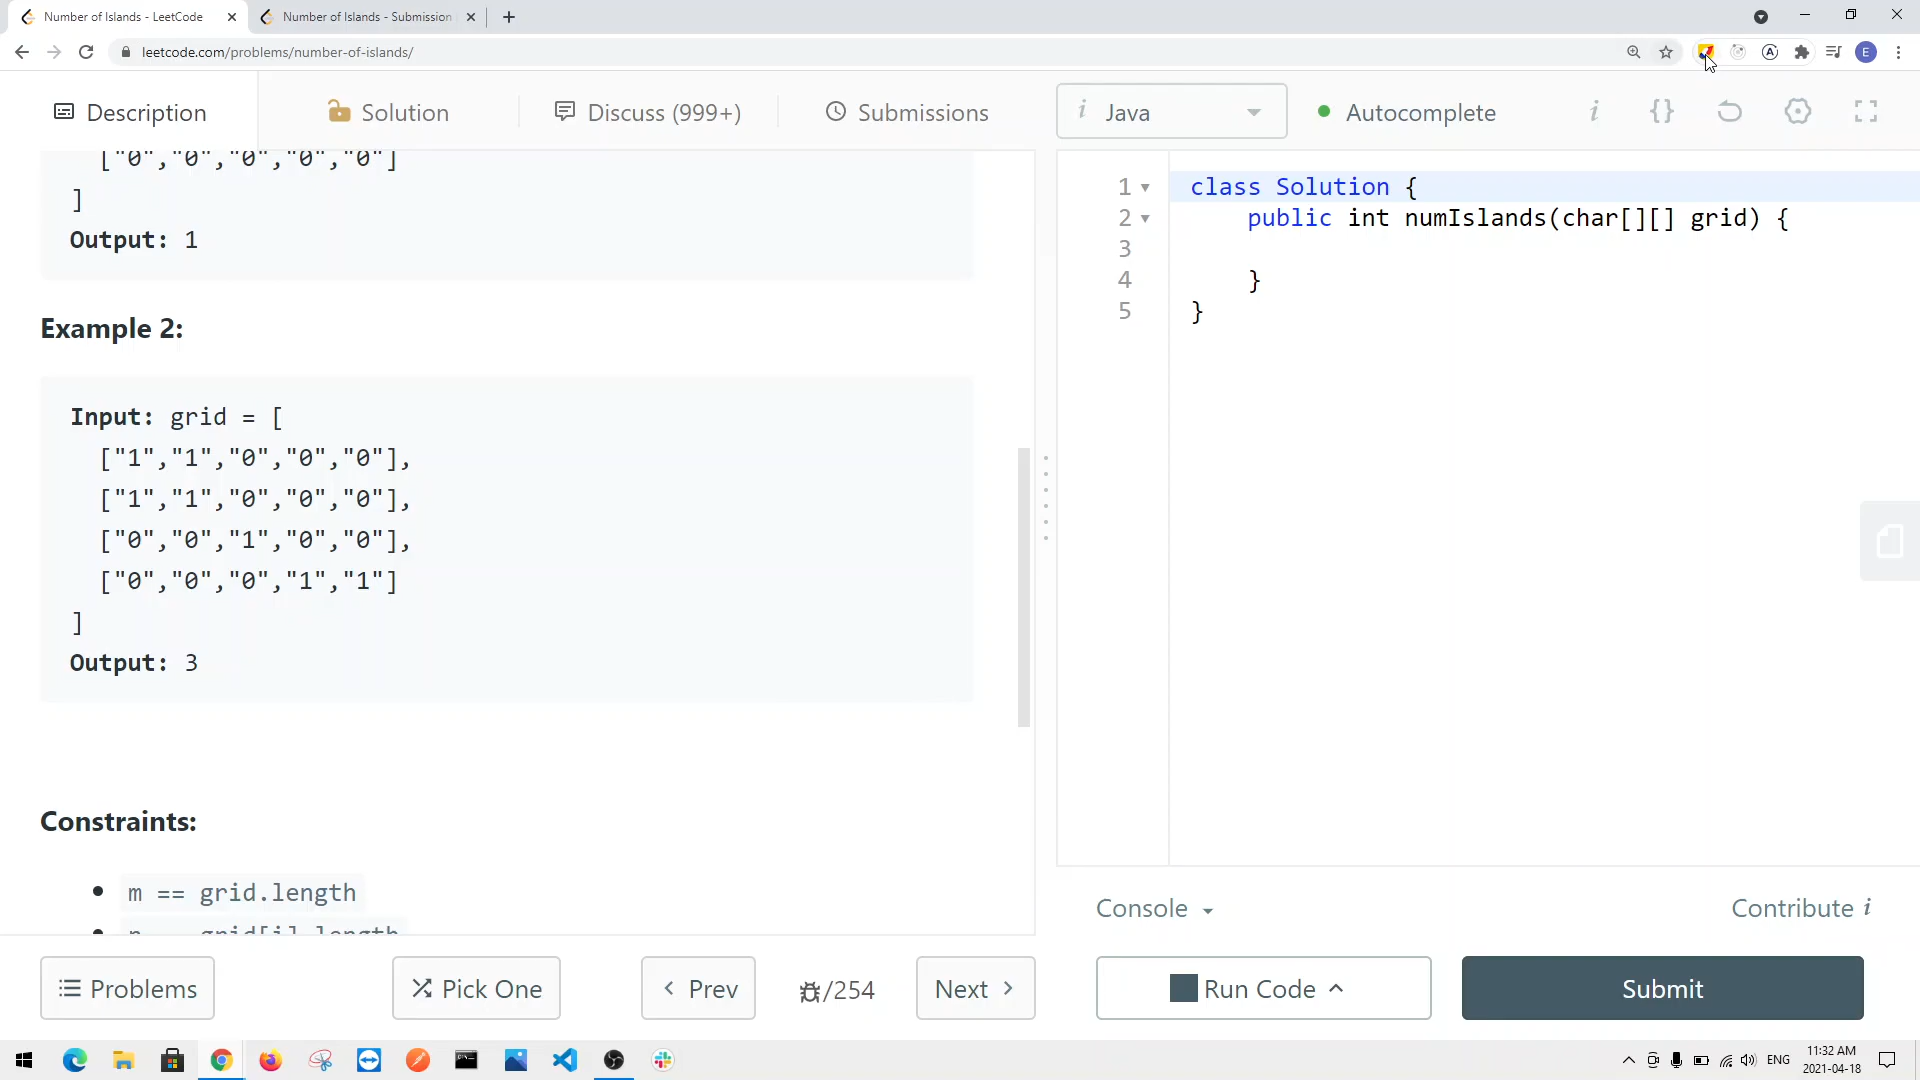 Number of Islands - LeetCode
Number of Islands - Submission
leetcode.com/problems/number-of-islands/
E
Description
Solution
Discuss (999+)
Submissions
i Java
Autocomplete
i {}
["0","0","0","0","0"]
]
Output: 1
Example 2:
Input: grid = [
["1","1","0","0","0"],
["1","1","0","0","0"],
["0","0","1","0","0"],
["0","0","0","1","1"]
]
Output: 3
Constraints:
m == grid.length
n == grid[i].length
1 class Solution {
2 public int numIslands(char[][] grid) {
3
4 }
5 }
Console
Contribute i
Problems
Pick One
Prev
/254
Next
Run Code
Submit
ENG
11:32 AM
2021-04-18